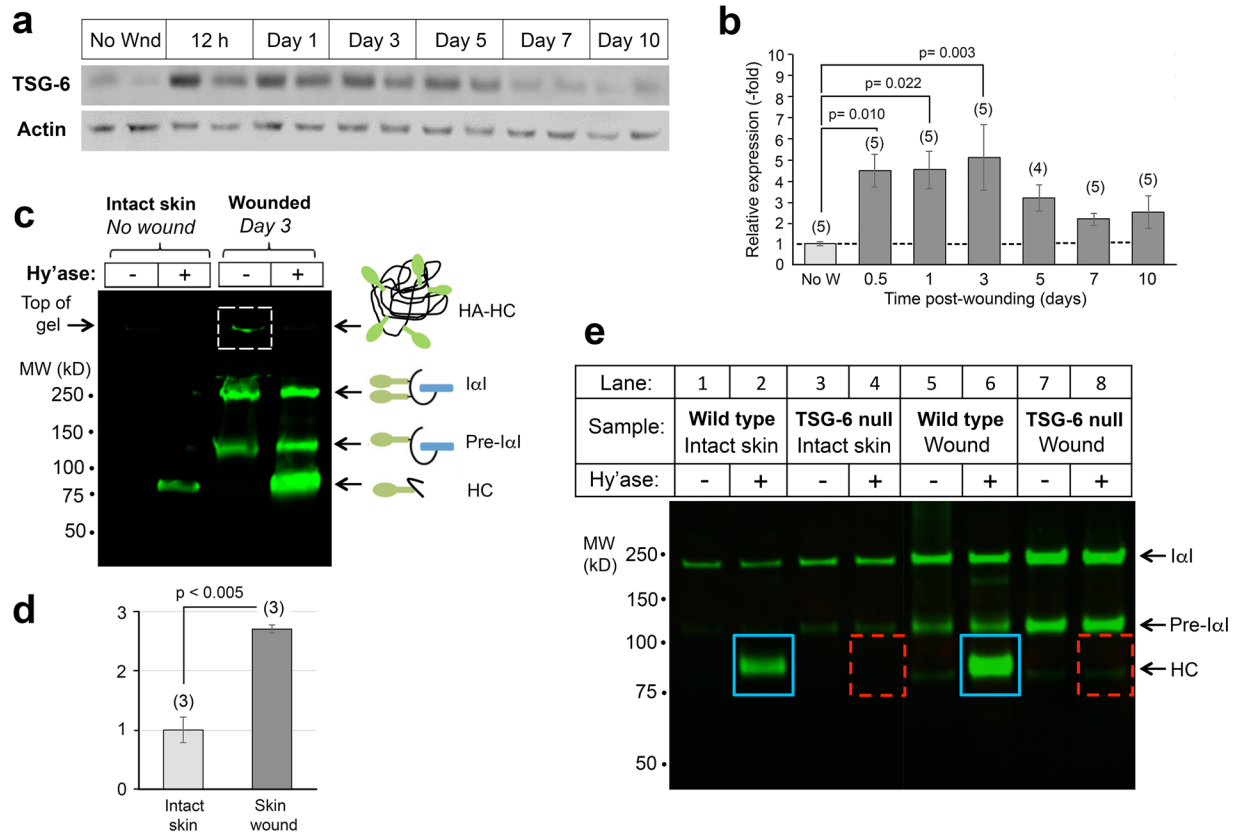 a
No Wnd 12 h Day 1 Day 3 Day 5 Day 7 Day 10
TSG-6
Actin
b
Relative expression (-fold)
10
9
8
7
6
5
4
3
2
1
0
p= 0.003
p= 0.022
p= 0.010
(5) (5) (5) (5) (4) (5) (5)
No W 0.5 1 3 5 7 10
Time post-wounding (days)
c
Intact skin Wounded
No wound Day 3
Hy'ase: - + - +
Top of
gel
HA-HC
MW (kD)
250
150
100
75
50
IαI
Pre-IαI
HC
d
p < 0.005
3
2
1
0
(3) (3)
Intact
skin
Skin
wound
e
Lane: 1 2 3 4 5 6 7 8
Sample: Wild type TSG-6 null Wild type TSG-6 null
Intact skin Intact skin Wound Wound
Hy'ase: - + - + - + - +
MW
(kD)
250
150
100
75
50
IαI
Pre-IαI
HC